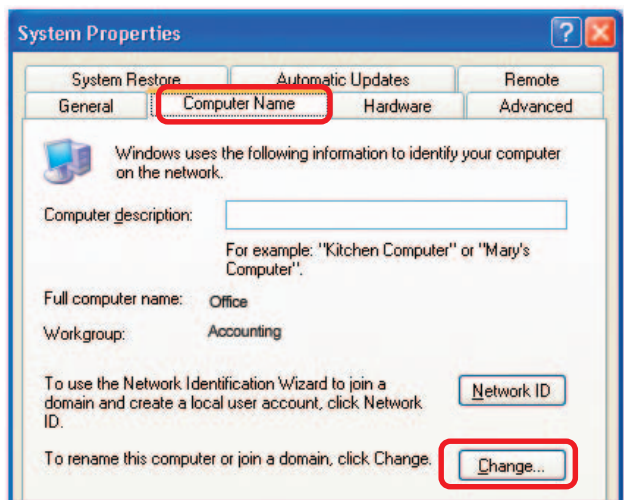 System Properties
System Restore Automatic Updates Remote
General Computer Name Hardware Advanced
Windows uses the following information to identify your computer
on the network.
Computer description:
For example: "Kitchen Computer" or "Mary's
Computer".
Full computer name: Office
Workgroup: Accounting
To use the Network Identification Wizard to join a
domain and create a local user account, click Network
ID.
Network ID
To rename this computer or join a domain, click Change.
Change...